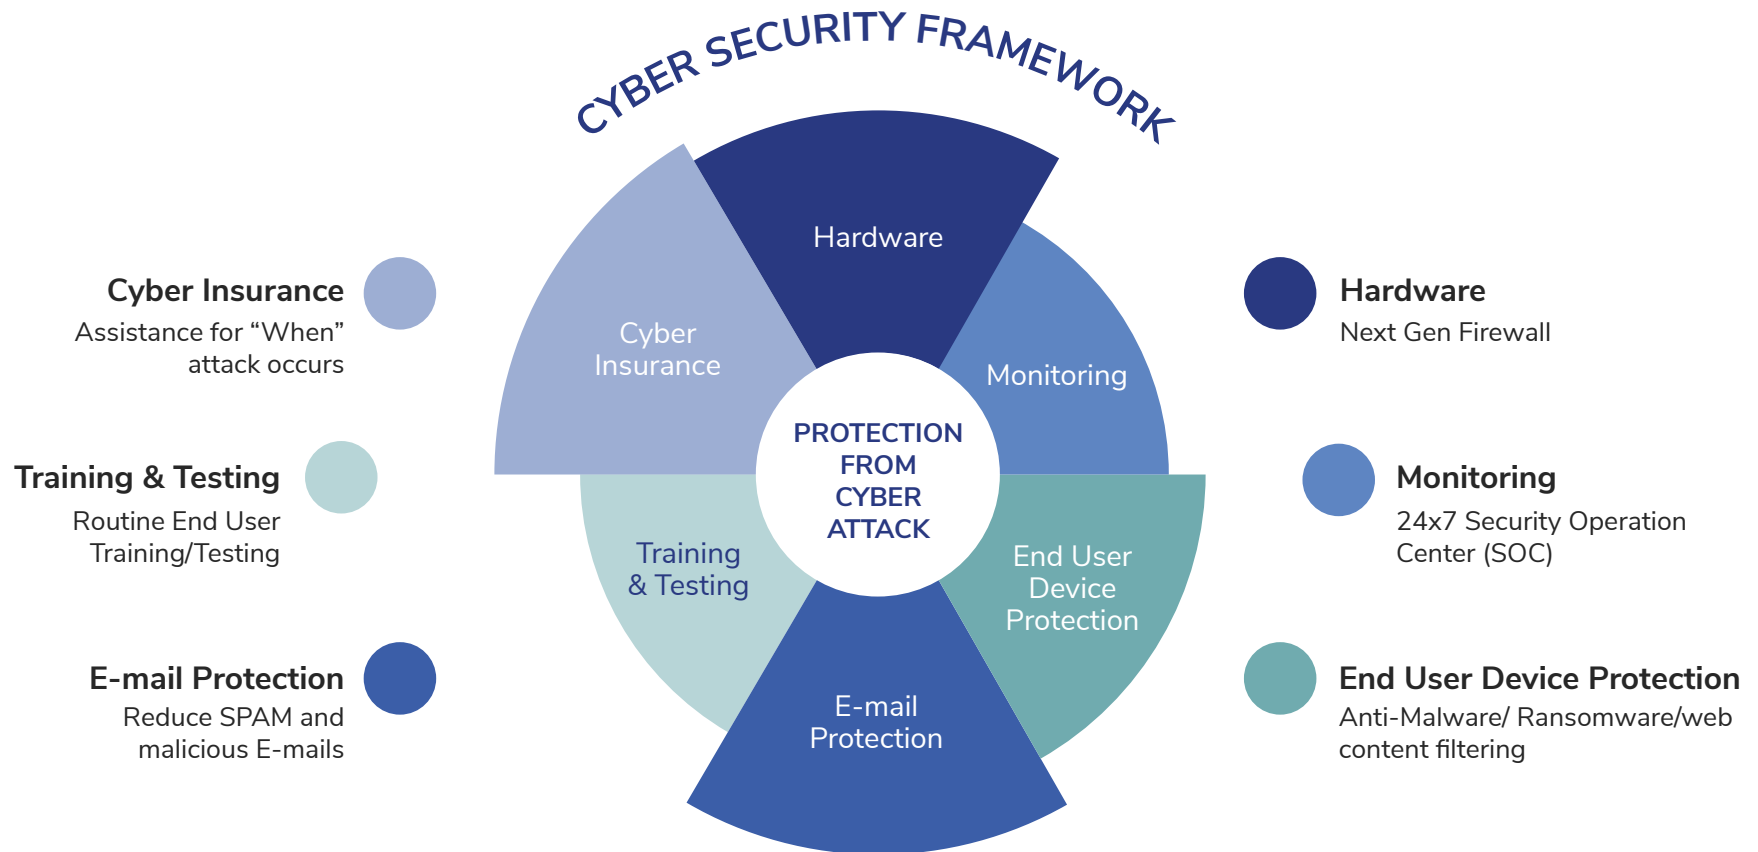 CYBER SECURITY FRAMEWORK
Hardware
Cyber
Insurance
Monitoring
PROTECTION
FROM
CYBER
ATTACK
Training
& Testing
End User
Device
Protection
E-mail
Protection
Cyber Insurance
Assistance for “When”
attack occurs
Training & Testing
Routine End User
Training/Testing
E-mail Protection
Reduce SPAM and
malicious E-mails
Hardware
Next Gen Firewall
Monitoring
24x7 Security Operation
Center (SOC)
End User Device Protection
Anti-Malware/ Ransomware/web
content filtering